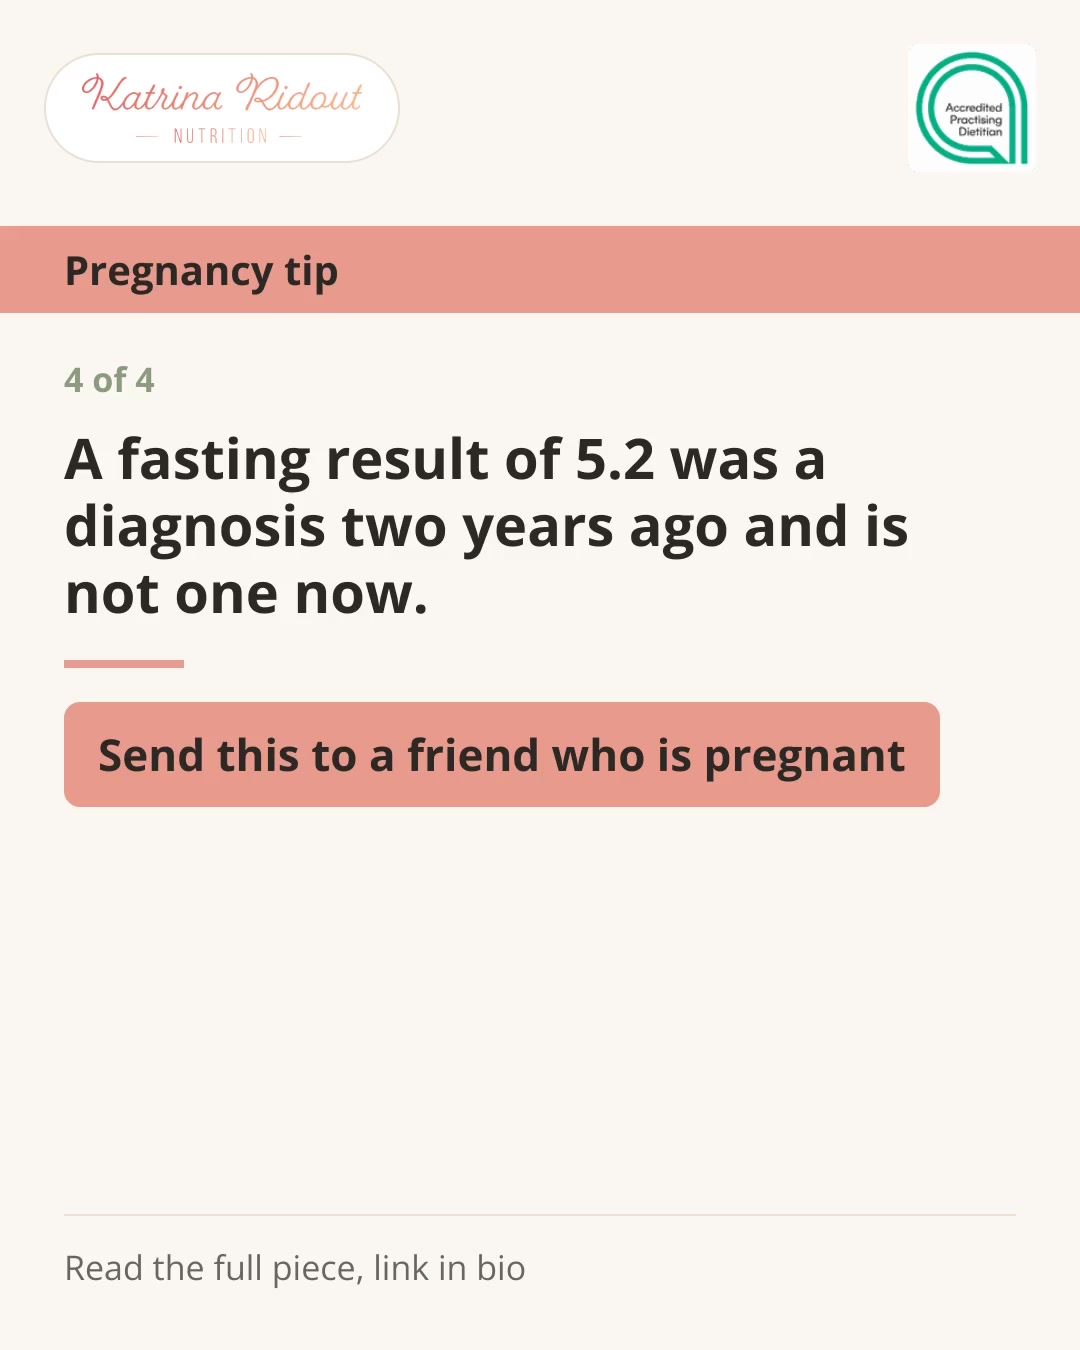 Katrina Ridout
NUTRITION
Accredited
Practising
Dietitian
Pregnancy tip
4 of 4
A fasting result of 5.2 was a
diagnosis two years ago and is
not one now.
Send this to a friend who is pregnant
Read the full piece, link in bio